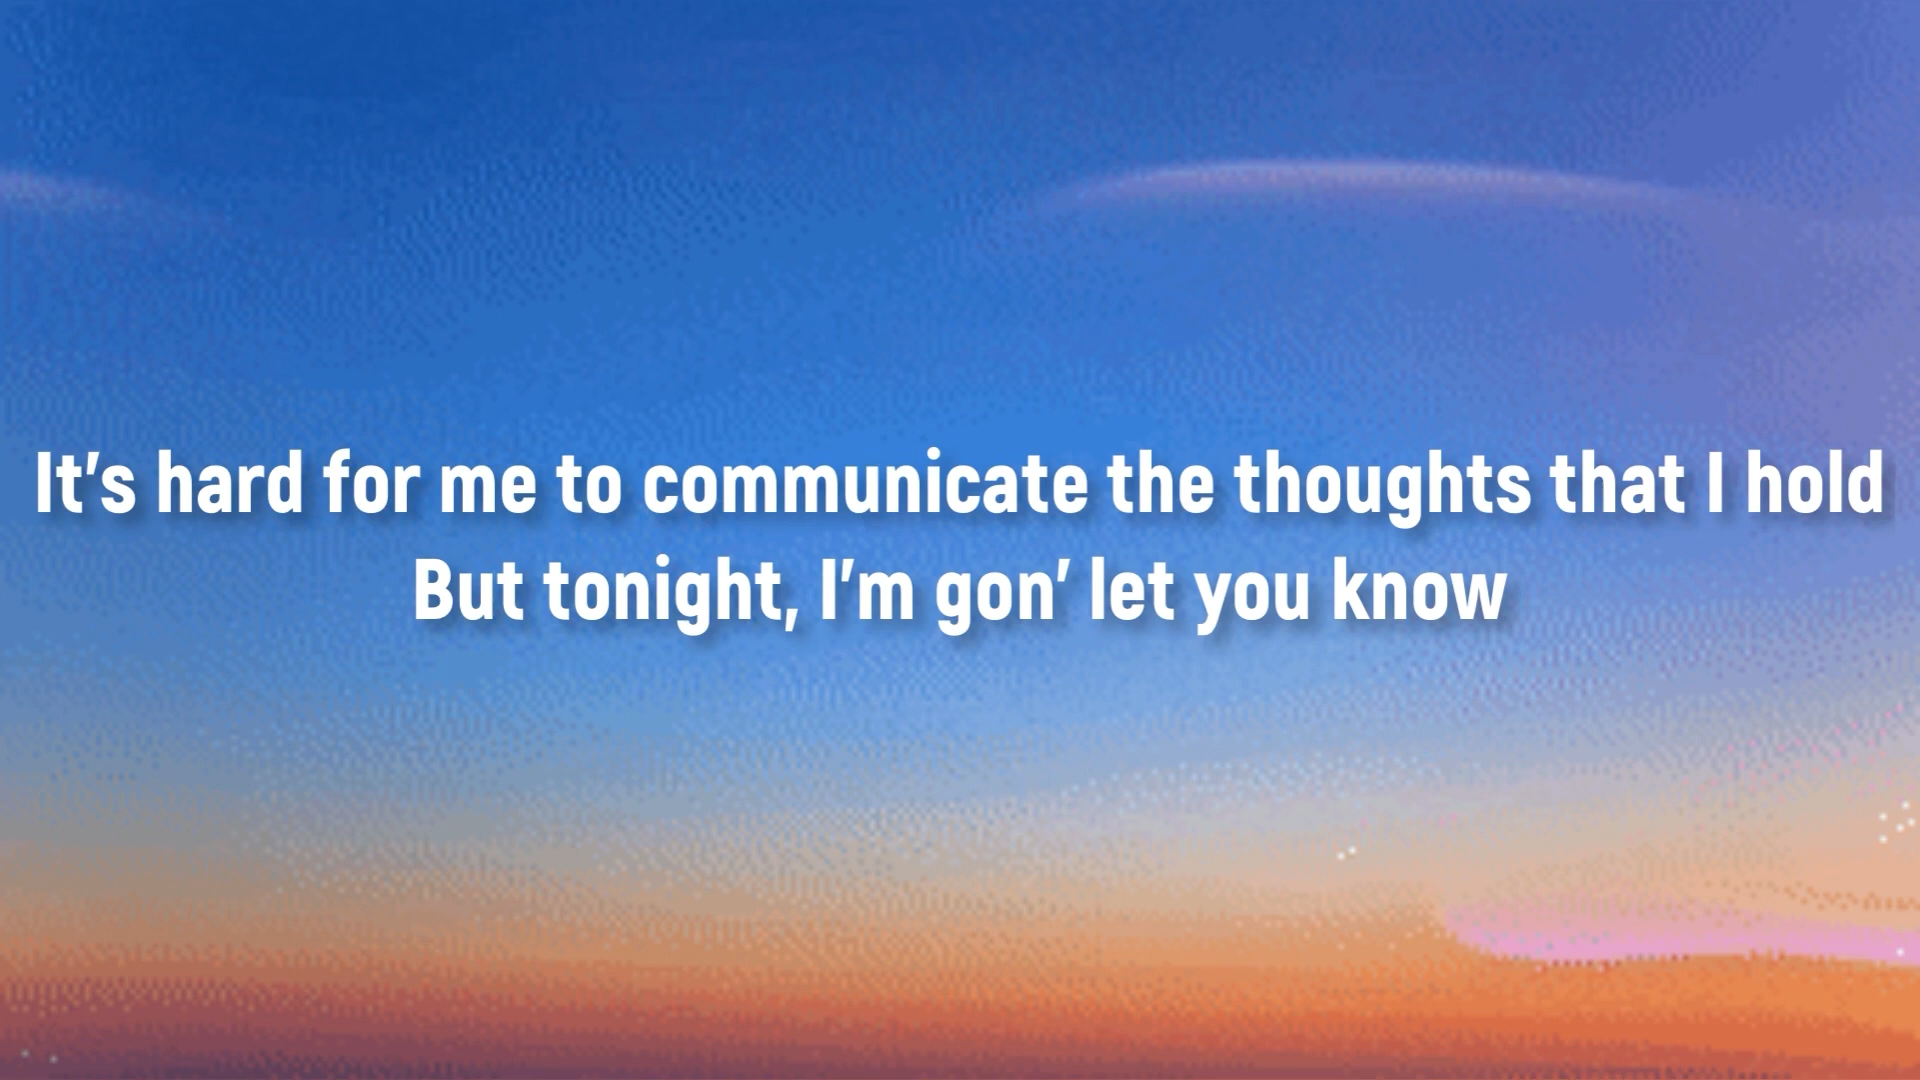 It's hard for me to communicate the thoughts that I hold
But tonight, I'm gon' let you know